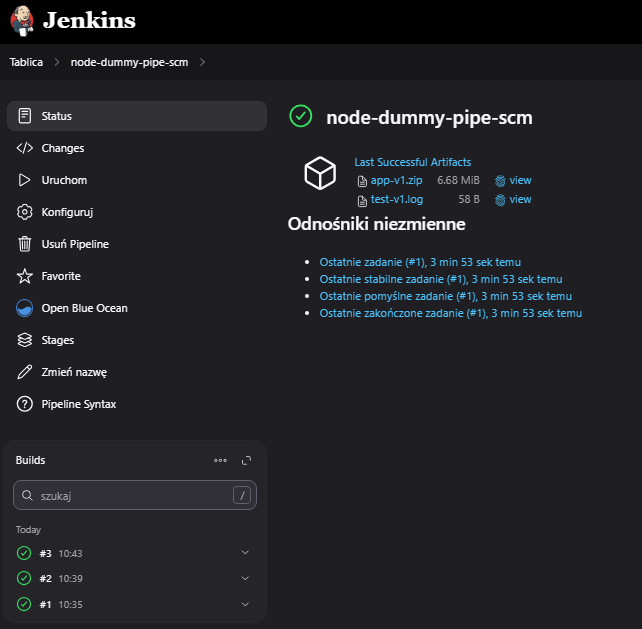 Jenkins
Tablica > node-dummy-pipe-scm >
Status
Changes
Uruchom
Konfiguruj
Usuń Pipeline
Favorite
Open Blue Ocean
Stages
Zmień nazwę
Pipeline Syntax
Builds
szukaj /
Today
#3 10:43
#2 10:39
#1 10:35
node-dummy-pipe-scm
Last Successful Artifacts
app-v1.zip 6.68 MiB view
test-v1.log 58 B view
Odnośniki niezmienne
Ostatnie zadanie (#1), 3 min 53 sek temu
Ostatnie stabilne zadanie (#1), 3 min 53 sek temu
Ostatnie pomyślne zadanie (#1), 3 min 53 sek temu
Ostatnie zakończone zadanie (#1), 3 min 53 sek temu